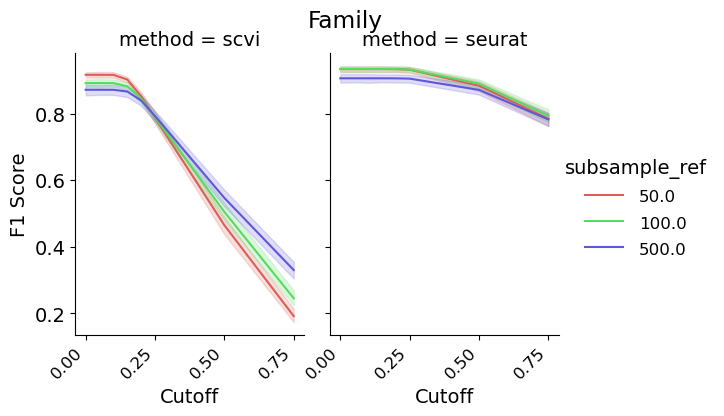 Family
method = scvi
method = seurat
F1 Score
0.8
0.6
0.4
0.2
0.00
0.25
0.50
0.75
Cutoff
0.00
0.25
0.50
0.75
Cutoff
subsample_ref
50.0
100.0
500.0